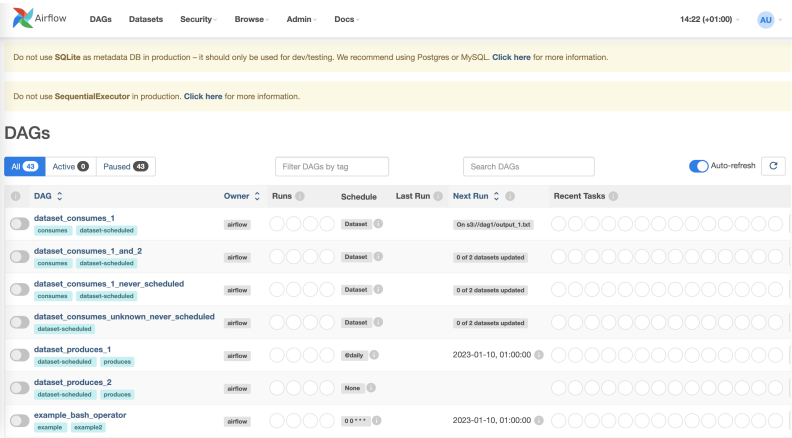 Airflow DAGs Datasets Security Browse Admin Docs 14:22 (+01:00) AU
Do not use SQLite as metadata DB in production – it should only be used for dev/testing. We recommend using Postgres or MySQL. Click here for more information.
Do not use SequentialExecutor in production. Click here for more information.
DAGs
All 43 Active 0 Paused 43 Filter DAGs by tag Search DAGs Auto-refresh
DAG Owner Runs Schedule Last Run Next Run Recent Tasks
dataset_consumes_1
consumes dataset-scheduled airflow Dataset On s3://dag1/output_1.txt
dataset_consumes_1_and_2
consumes dataset-scheduled airflow Dataset 0 of 2 datasets updated
dataset_consumes_1_never_scheduled
consumes dataset-scheduled airflow Dataset 0 of 2 datasets updated
dataset_consumes_unknown_never_scheduled
dataset-scheduled airflow Dataset 0 of 2 datasets updated
dataset_produces_1
dataset-scheduled produces airflow @daily 2023-01-10, 01:00:00
dataset_produces_2
dataset-scheduled produces airflow None
example_bash_operator
example example2 airflow 0 0 * * * 2023-01-10, 01:00:00